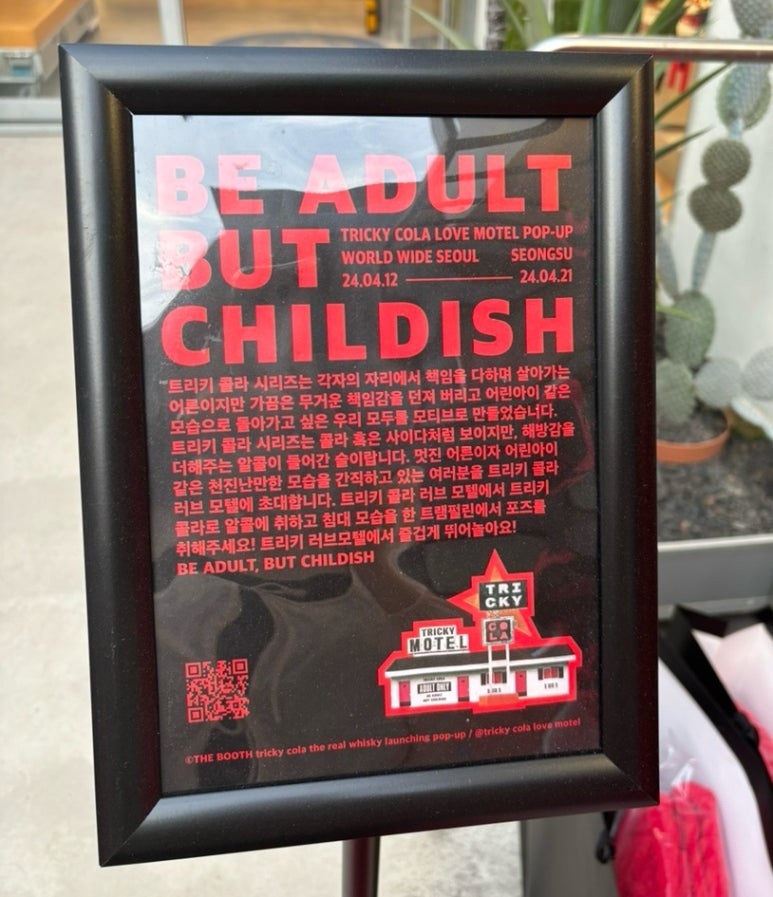 BE ADULT
BUT
TRICKY COLA LOVE MOTEL POP-UP
WORLD WIDE SEOUL SEONGSU
24.04.12 24.04.21
CHILDISH
트리키 콜라 시리즈는 각자의 자리에서 책임을 다하며 살아가는
어른이지만 가끔은 무거운 책임감을 던져 버리고 어린아이 같은
모습으로 돌아가고 싶은 우리 모두를 모티브로 만들었습니다.
트리키 콜라 시리즈는 콜라 혹은 사이다처럼 보이지만, 해방감을
더해주는 알콜이 들어간 술이랍니다. 멋진 어른이자 어린아이
같은 천진난만한 모습을 간직하고 있는 여러분을 트리키 콜라
러브 모텔에 초대합니다. 트리키 콜라 러브 모텔에서 트리키
콜라로 알콜에 취하고 침대 모습을 한 트램펄린에서 포즈를
취해주세요! 트리키 러브모텔에서 즐겁게 뛰어놀아요!
BE ADULT, BUT CHILDISH
TRI
CKY
CO
LA
TRICKY
MOTEL
ADULT ONLY
©THE BOOTH tricky cola the real whisky launching pop-up / @tricky cola love motel